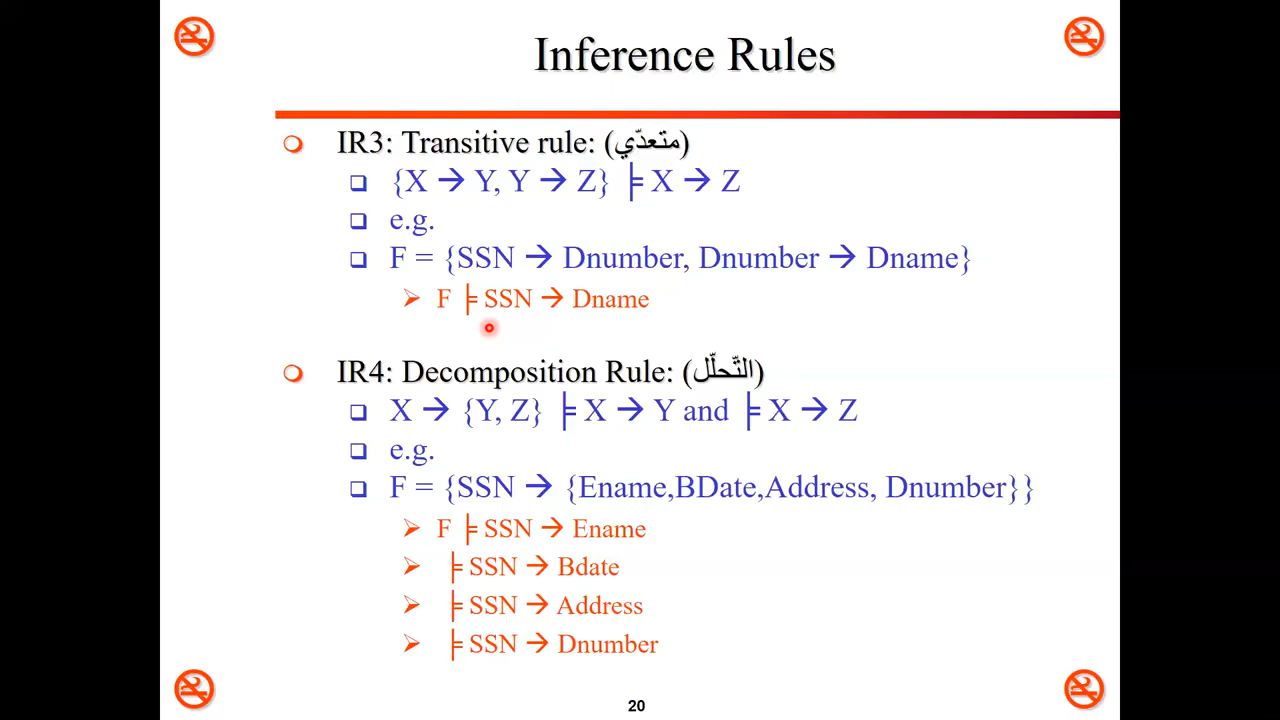 Inference Rules
IR3: Transitive rule: (متعدّي)
{X → Y, Y → Z} ╞ X → Z
e.g.
F = {SSN → Dnumber, Dnumber → Dname}
F ╞ SSN → Dname
IR4: Decomposition Rule: (التّحلّل)
X → {Y, Z} ╞ X → Y and ╞ X → Z
e.g.
F = {SSN → {Ename,BDate,Address, Dnumber}}
F ╞ SSN → Ename
╞ SSN → Bdate
╞ SSN → Address
╞ SSN → Dnumber
20